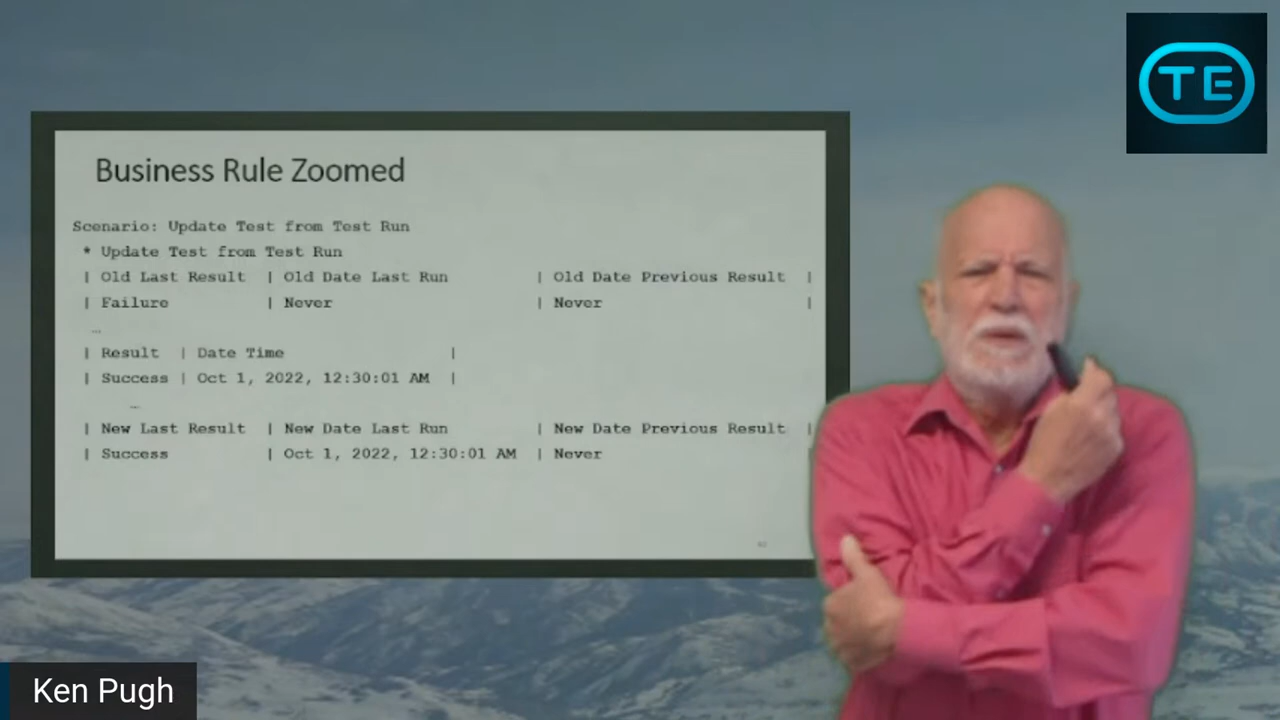 TE
Business Rule Zoomed
Scenario: Update Test from Test Run
* Update Test from Test Run
| Old Last Result | Old Date Last Run | Old Date Previous Result |
| Failure | Never | Never |
…
| Result | Date Time |
| Success | Oct 1, 2022, 12:30:01 AM |
…
| New Last Result | New Date Last Run | New Date Previous Result |
| Success | Oct 1, 2022, 12:30:01 AM | Never
Ken Pugh